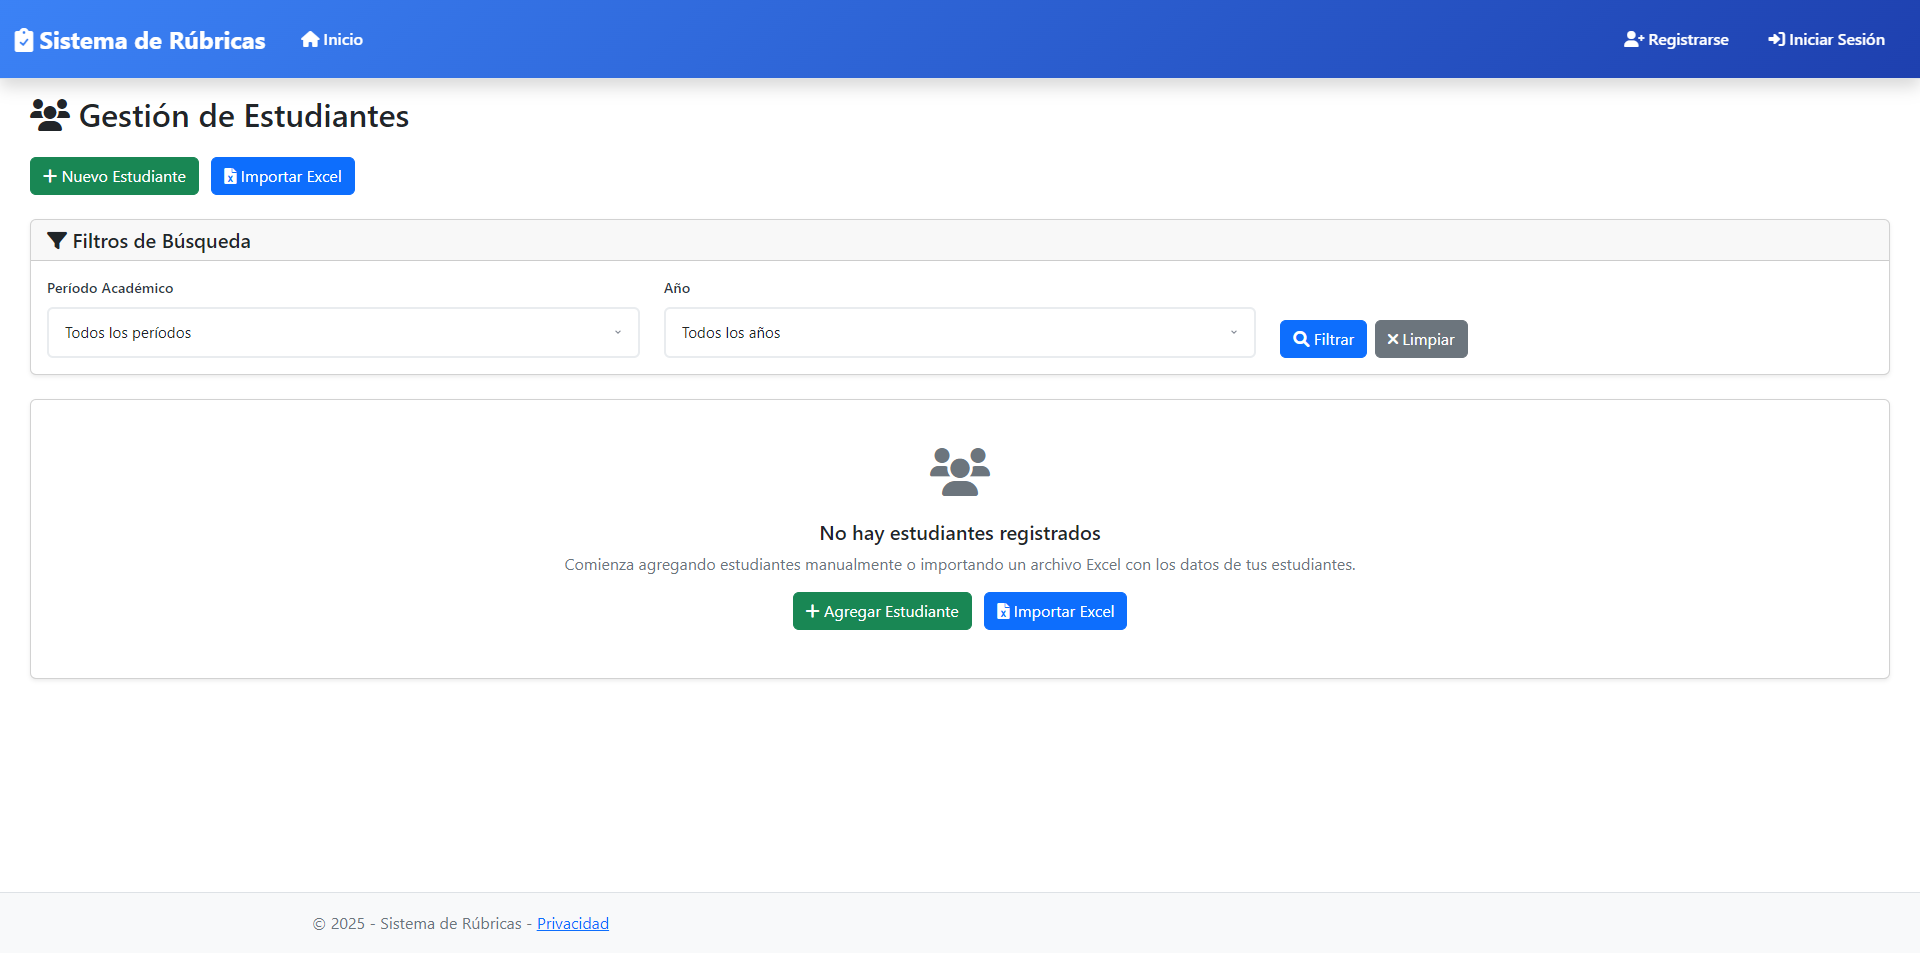 Sistema de Rúbricas
Inicio
Registrarse
Iniciar Sesión
Gestión de Estudiantes
Nuevo Estudiante
Importar Excel
Filtros de Búsqueda
Período Académico
Año
Todos los períodos
Todos los años
Filtrar
Limpiar
No hay estudiantes registrados
Comienza agregando estudiantes manualmente o importando un archivo Excel con los datos de tus estudiantes.
Agregar Estudiante
Importar Excel
© 2025 - Sistema de Rúbricas - Privacidad